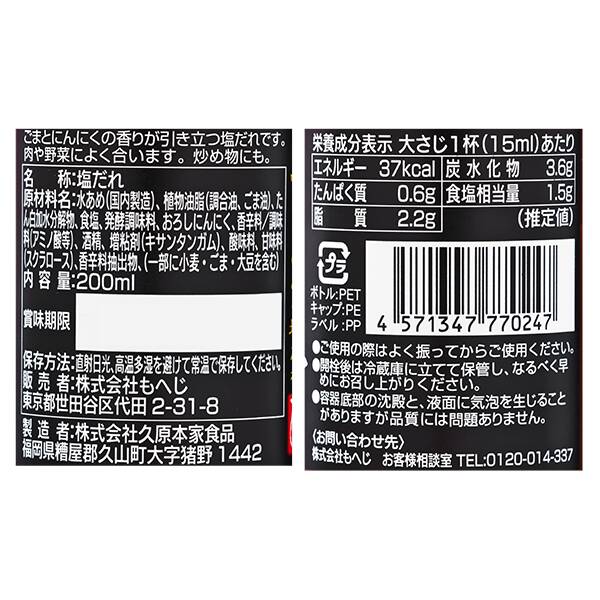 ごまとにんにくの香りが引き立つ塩だれです。
肉や野菜によく合います。炒め物にも。
名 称:塩だれ
原材料名:水あめ(国内製造)、植物油脂(調合油、ごま油)、たん
白加水分解物、食塩、発酵調味料、おろしにんにく、香辛料/調味
料(アミノ酸等)、酒精、増粘剤(キサンタンガム)、酸味料、甘味料
(スクラロース)、香辛料抽出物、(一部に小麦・ごま・大豆を含む)
内 容 量:200ml
賞味期限
保存方法:直射日光、高温多湿を避けて常温で保存してください。
販 売 者:株式会社もへじ
東京都世田谷区代田 2-31-8
製 造 者:株式会社久原本家食品
福岡県糟屋郡久山町大字猪野 1442
栄養成分表示 大さじ1杯(15ml)あたり
エネルギー 37kcal 炭水化物 3.6g
たんぱく質 0.6g 食塩相当量 1.5g
脂 質 2.2g (推定値)
プラ
ボトル:PET
キャップ:PE
ラベル:PP
4 571347 770247
●ご使用の際はよく振ってからご使用ください。
●開栓後は冷蔵庫に立てて保管し、なるべく早
めにお召し上がりください。
●容器底部の沈殿と、液面に気泡を生じること
がありますが品質には問題ありません。
〈お問い合わせ先〉
株式会社もへじ お客様相談室 TEL:0120-014-337